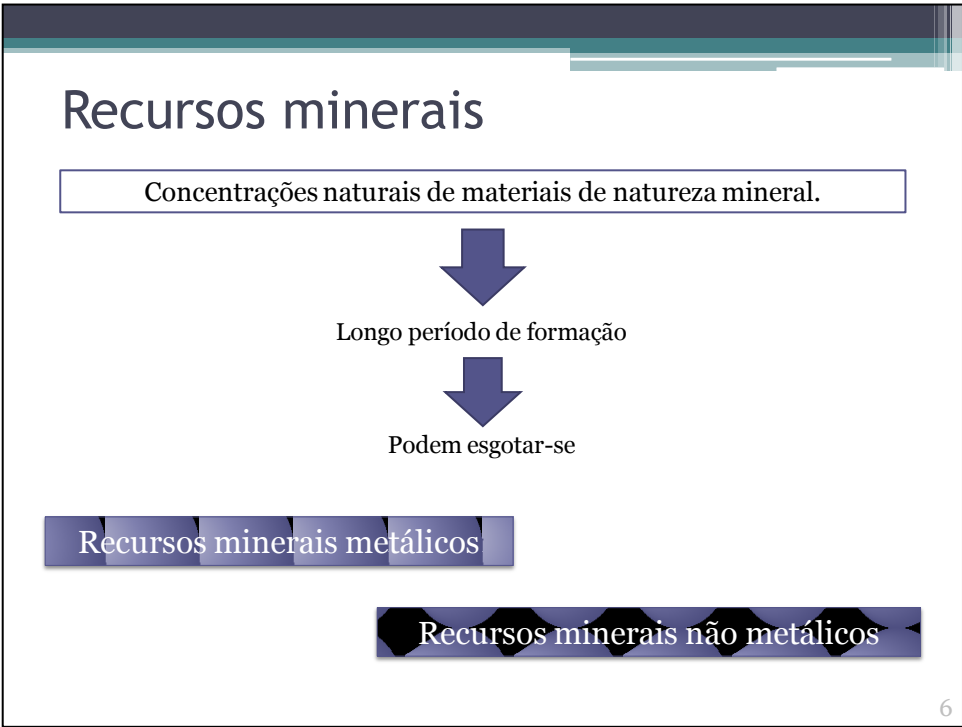 Recursos minerais
Concentrações naturais de materiais de natureza mineral.
Longo período de formação
Podem esgotar-se
Recursos minerais metálicos
Recursos minerais não metálicos
6